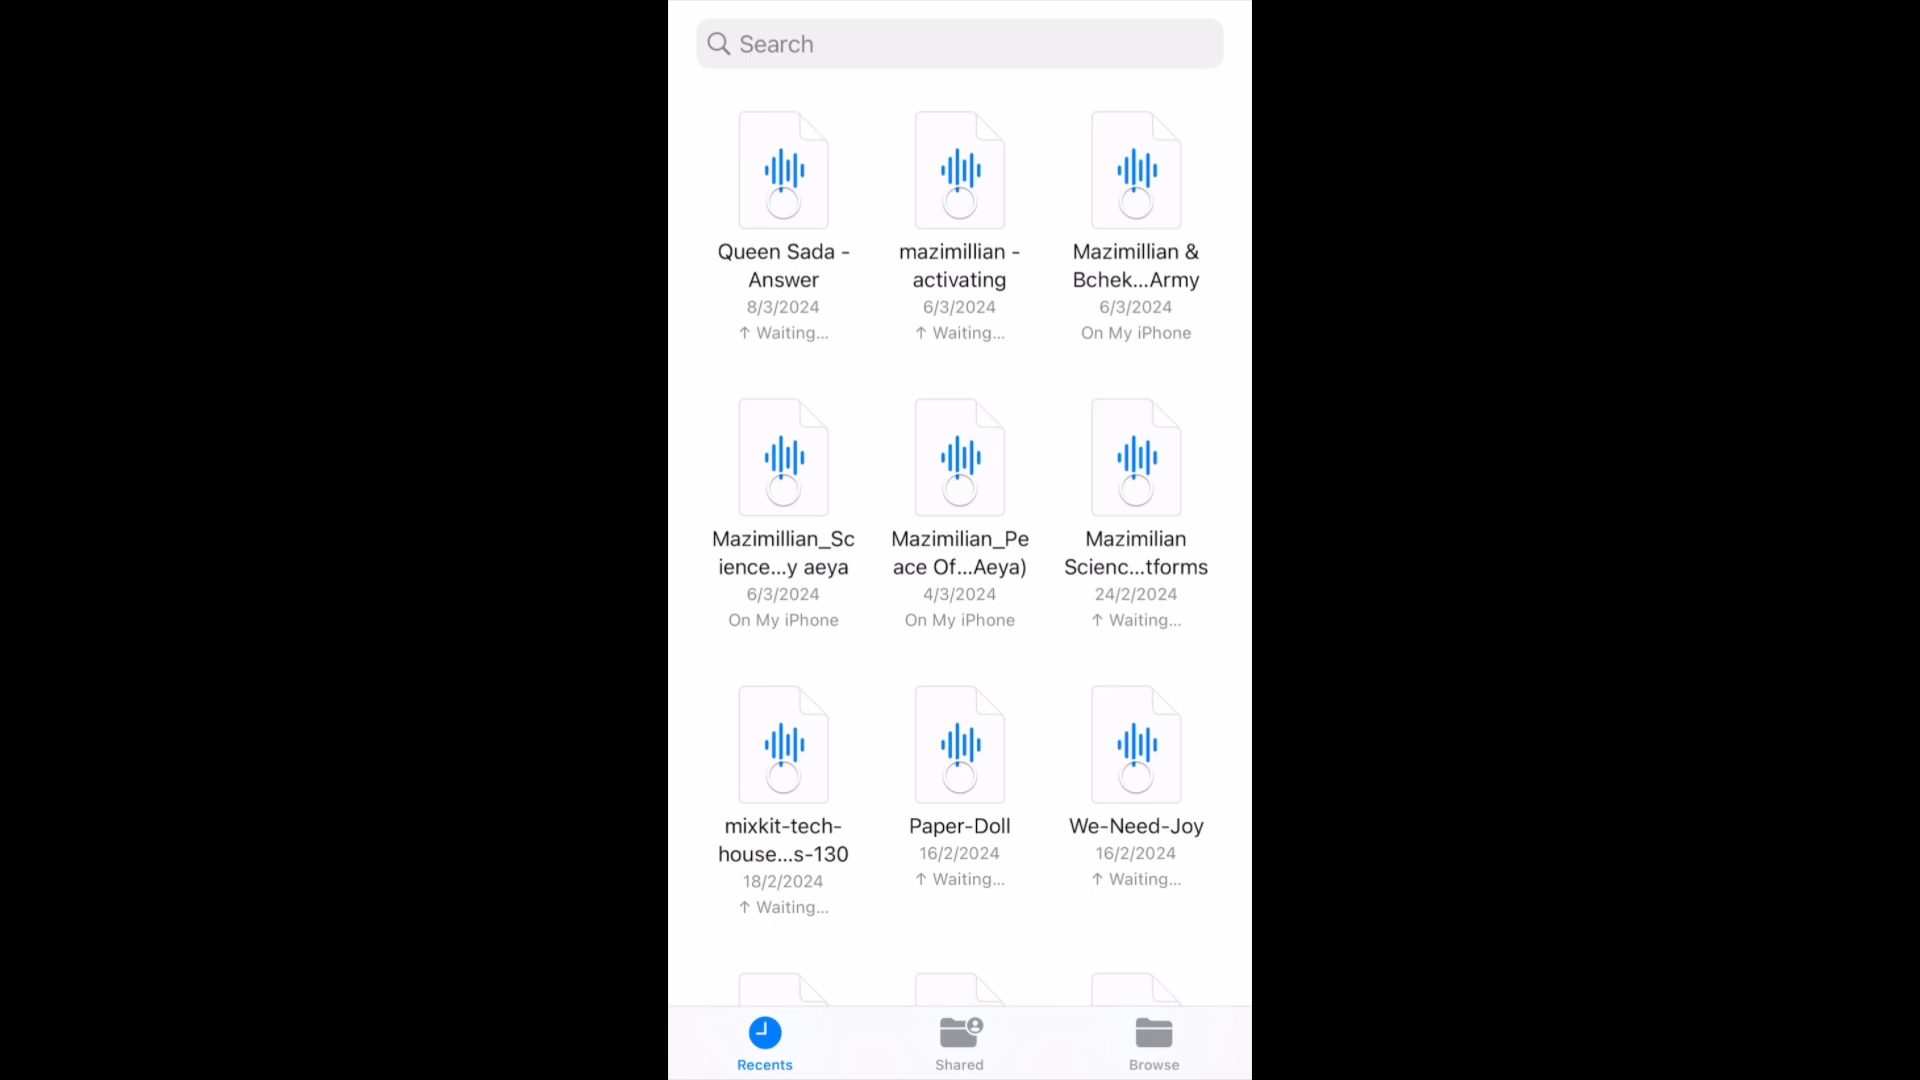 Search
Queen Sada -
Answer
8/3/2024
↑ Waiting...
mazimillian -
activating
6/3/2024
↑ Waiting...
Mazimillian &
Bchek...Army
6/3/2024
On My iPhone
Mazimillian_Sc
ience...y aeya
6/3/2024
On My iPhone
Mazimilian_Pe
ace Of...Aeya)
4/3/2024
On My iPhone
Mazimilian
Scienc...tforms
24/2/2024
↑ Waiting...
mixkit-tech-
house...s-130
18/2/2024
↑ Waiting...
Paper-Doll
16/2/2024
↑ Waiting...
We-Need-Joy
16/2/2024
↑ Waiting...
Recents
Shared
Browse